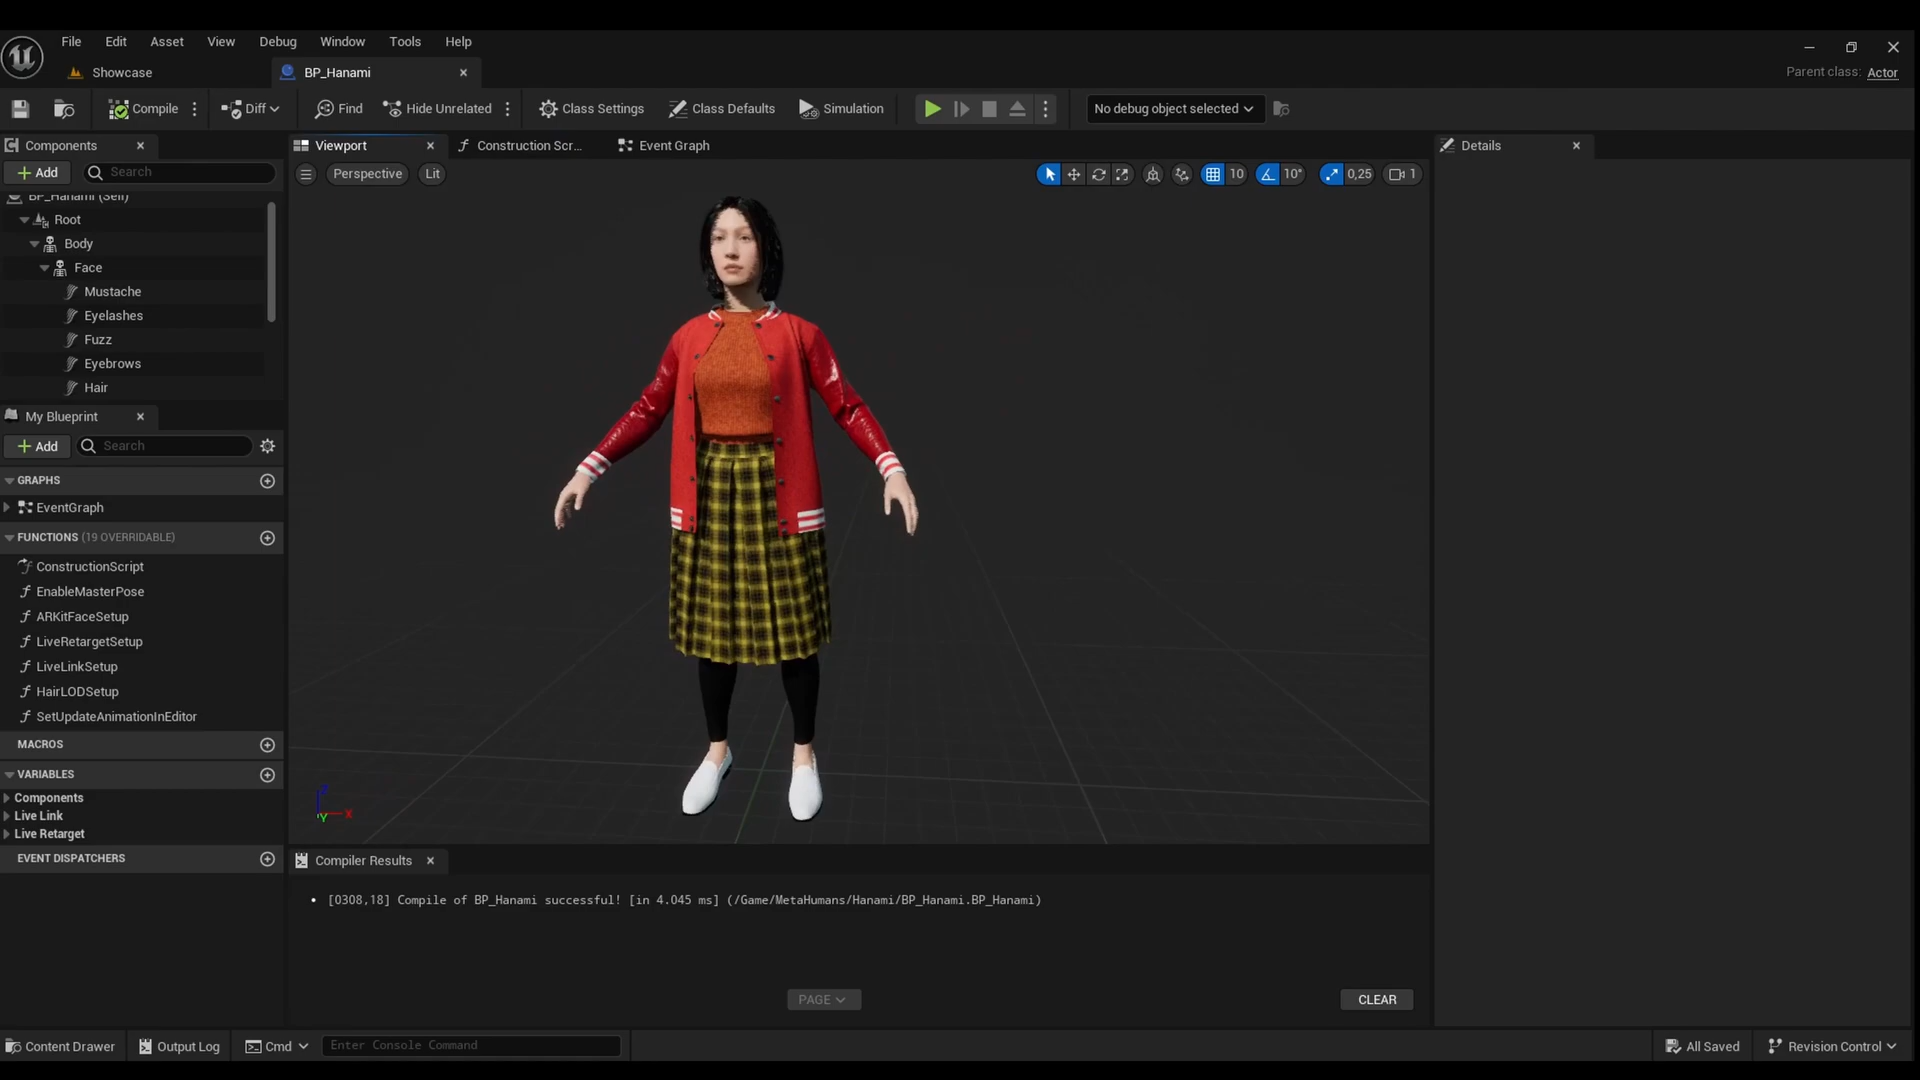 File Edit Asset View Debug Window Tools Help
Showcase BP_Hanami
Parent class: Actor
Compile Diff Find Hide Unrelated Class Settings Class Defaults Simulation No debug object selected
Components
Viewport Construction Scr... Event Graph
Details
Add Search
Perspective Lit
10 10° 0,25 1
BP_Hanami (Self)
Root
Body
Face
Mustache
Eyelashes
Fuzz
Eyebrows
Hair
My Blueprint
Add Search
GRAPHS
EventGraph
FUNCTIONS (19 OVERRIDABLE)
ConstructionScript
EnableMasterPose
ARKitFaceSetup
LiveRetargetSetup
LiveLinkSetup
HairLODSetup
SetUpdateAnimationInEditor
MACROS
VARIABLES
Components
Live Link
Live Retarget
EVENT DISPATCHERS
Z
X
Y
Compiler Results
[0308,18] Compile of BP_Hanami successful! [in 4.045 ms] (/Game/MetaHumans/Hanami/BP_Hanami.BP_Hanami)
PAGE
CLEAR
Content Drawer Output Log Cmd Enter Console Command All Saved Revision Control